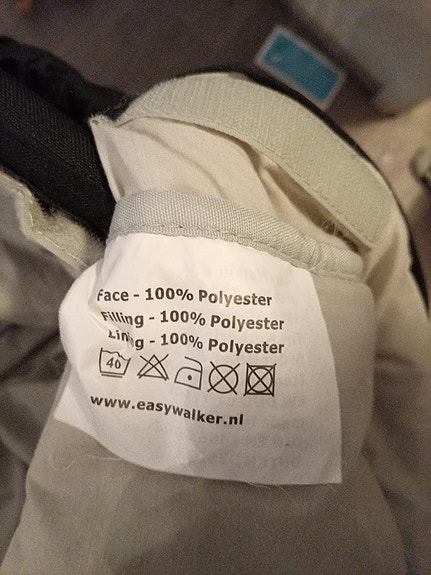 Face - 100% Polyester
Filling - 100% Polyester
Lining - 100% Polyester
40
www.easywalker.nl